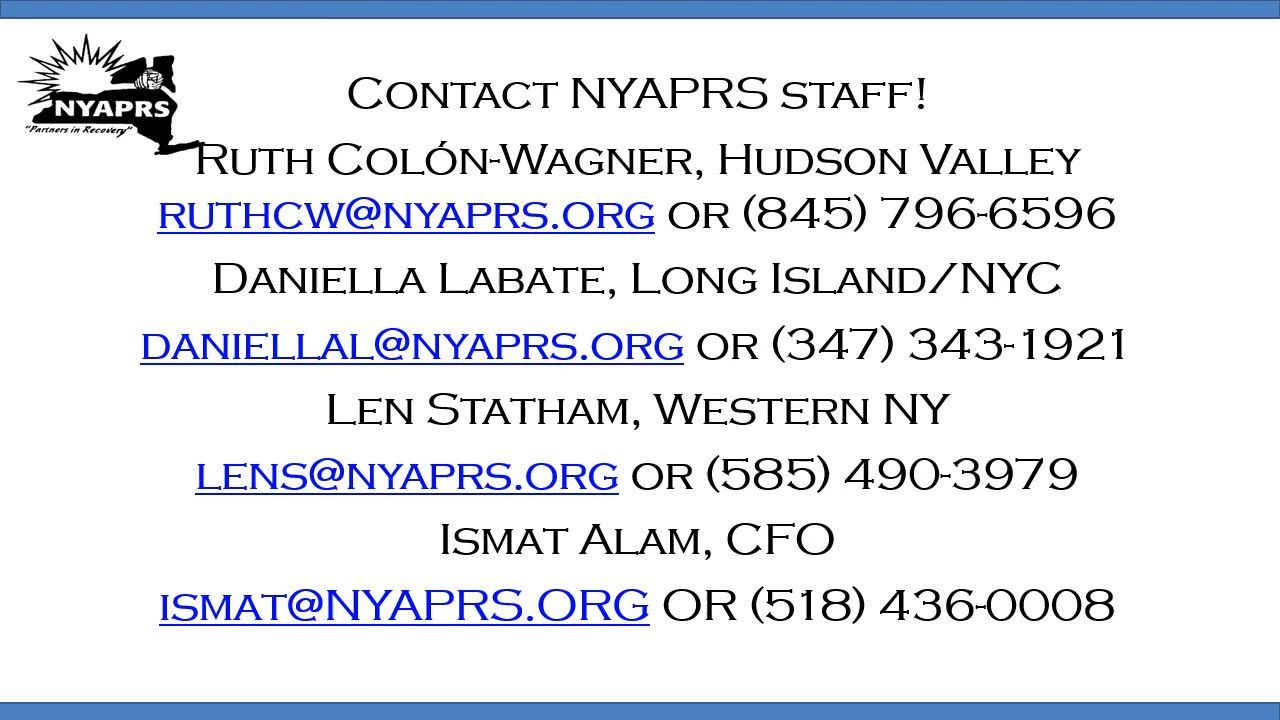 NYAPRS
"Partners in Recovery"
Contact NYAPRS staff!
Ruth Colón-Wagner, Hudson Valley
ruthcw@nyaprs.org or (845) 796-6596
Daniella Labate, Long Island/NYC
daniellal@nyaprs.org or (347) 343-1921
Len Statham, Western NY
lens@nyaprs.org or (585) 490-3979
Ismat Alam, CFO
ismat@NYAPRS.ORG OR (518) 436-0008